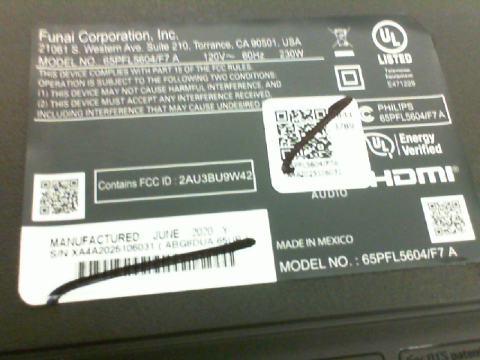 Funai Corporation, Inc.
21061 S. Western Ave. Suite 210, Torrance, CA 90501, USA
MODEL NO. 65PFL5604/F7 A 120V~ 60Hz 230W
THIS DEVICE COMPLIES WITH PART 15 OF THE FCC RULES.
OPERATION IS SUBJECT TO THE FOLLOWING TWO CONDITIONS:
(1) THIS DEVICE MAY NOT CAUSE HARMFUL INTERFERENCE, AND
(2) THIS DEVICE MUST ACCEPT ANY INTERFERENCE RECEIVED,
INCLUDING INTERFERENCE THAT MAY CAUSE UNDESIRED
UL
LISTED
E471226
PHILIPS
65PFL5604/F7 A
UL Energy
Verified
Contains FCC ID : 2AU3BU9W42
AUDIO
HDMI
MANUFACTURED JUNE 2020 X
S/N XA4A2025106031
MADE IN MEXICO
MODEL NO. : 65PFL5604/F7 A